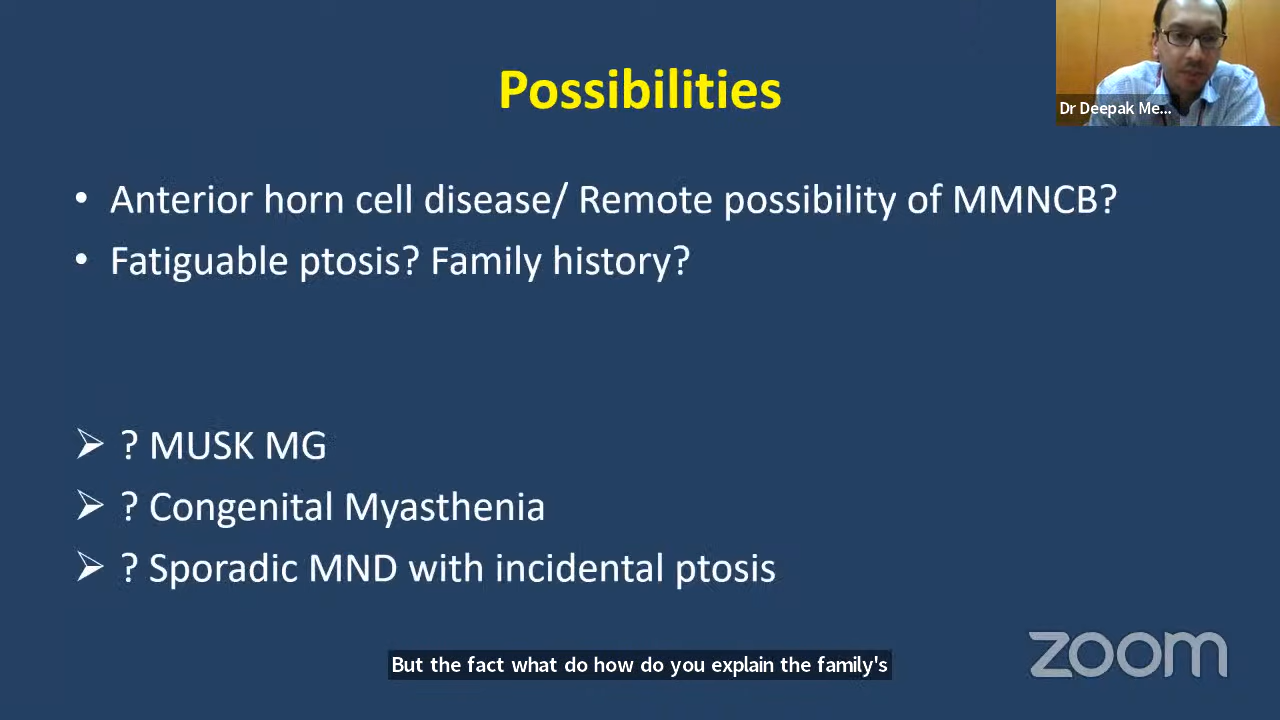 Possibilities
Dr Deepak Me...
• Anterior horn cell disease/ Remote possibility of MMNCB?
• Fatiguable ptosis? Family history?
➢ ? MUSK MG
➢ ? Congenital Myasthenia
➢ ? Sporadic MND with incidental ptosis
But the fact what do how do you explain the family's
zoom